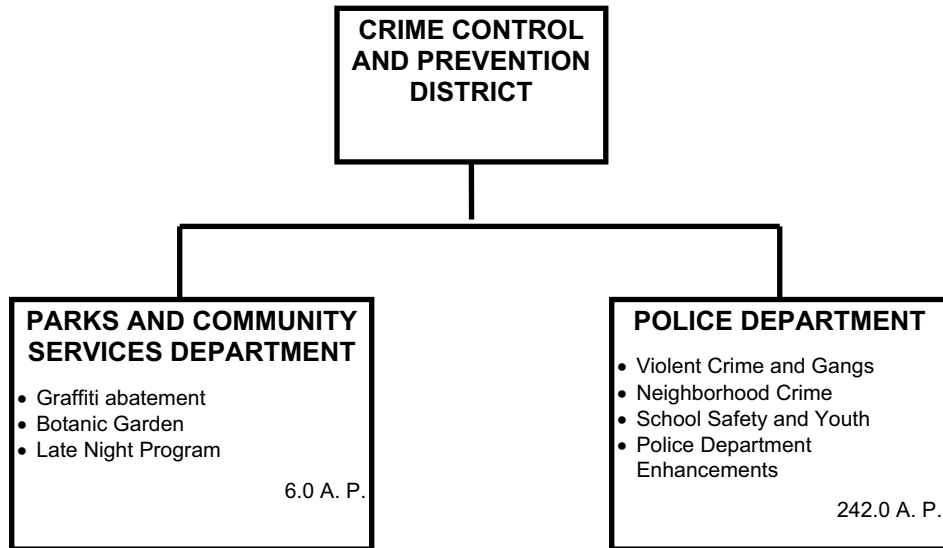 CRIME CONTROL
AND PREVENTION
DISTRICT
PARKS AND COMMUNITY
SERVICES DEPARTMENT
• Graffiti abatement
• Botanic Garden
• Late Night Program
6.0 A. P.
POLICE DEPARTMENT
• Violent Crime and Gangs
• Neighborhood Crime
• School Safety and Youth
• Police Department
Enhancements
242.0 A. P.